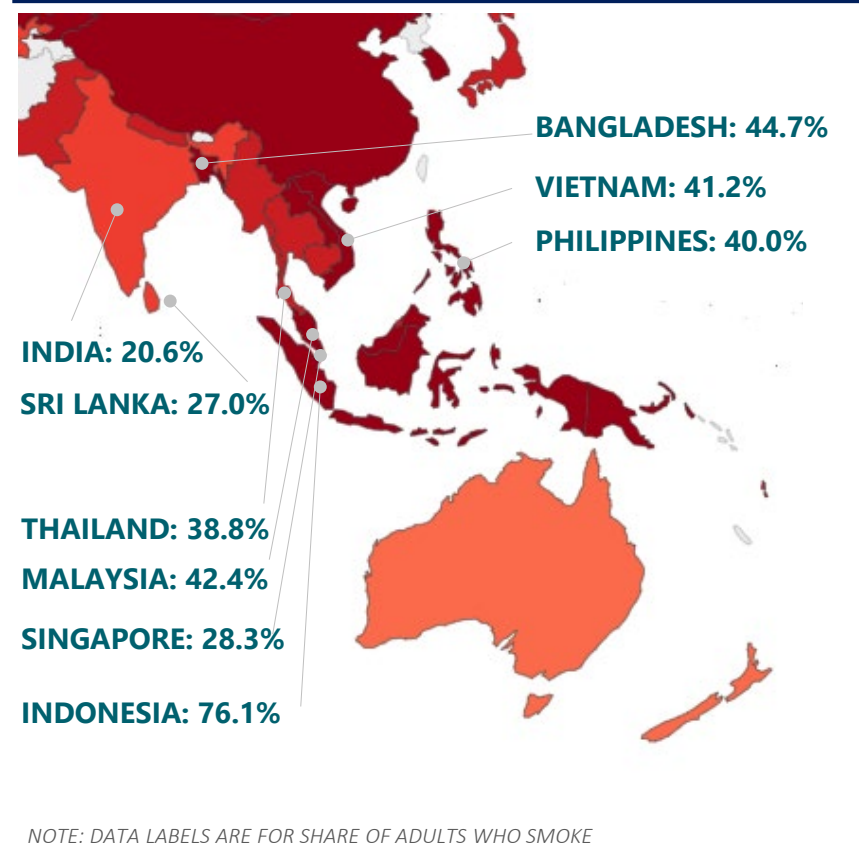 BANGLADESH: 44.7%
VIETNAM: 41.2%
PHILIPPINES: 40.0%
INDIA: 20.6%
SRI LANKA: 27.0%
THAILAND: 38.8%
MALAYSIA: 42.4%
SINGAPORE: 28.3%
INDONESIA: 76.1%
NOTE: DATA LABELS ARE FOR SHARE OF ADULTS WHO SMOKE